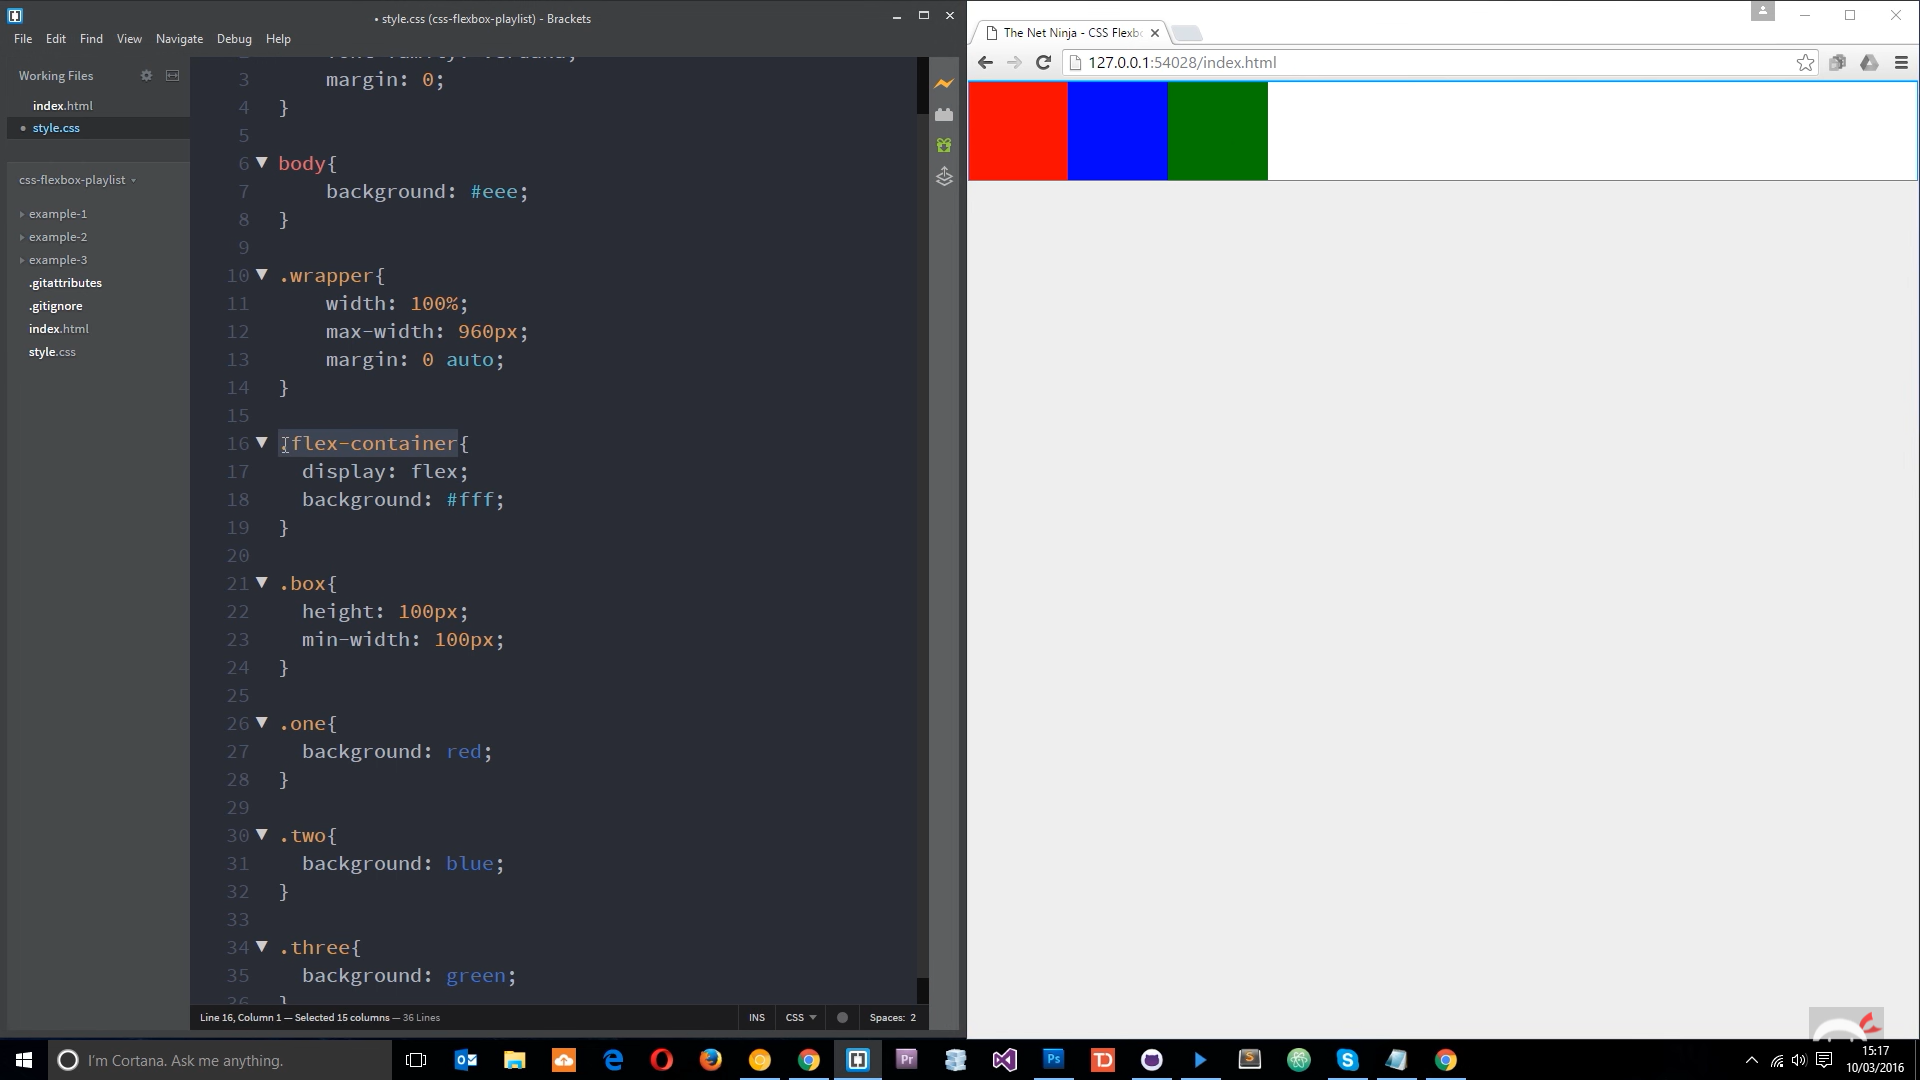 • style.css (css-flexbox-playlist) - Brackets
File Edit Find View Navigate Debug Help
Working Files
index.html
• style.css
css-flexbox-playlist
example-1
example-2
example-3
.gitattributes
.gitignore
index.html
style.css
3 margin: 0;
4 }
5
6 body{
7 background: #eee;
8 }
9
10 .wrapper{
11 width: 100%;
12 max-width: 960px;
13 margin: 0 auto;
14 }
15
16 .flex-container{
17 display: flex;
18 background: #fff;
19 }
20
21 .box{
22 height: 100px;
23 min-width: 100px;
24 }
25
26 .one{
27 background: red;
28 }
29
30 .two{
31 background: blue;
32 }
33
34 .three{
35 background: green;
36 }
Line 16, Column 1 — Selected 15 columns — 36 Lines
INS CSS Spaces: 2
The Net Ninja - CSS Flexbo
127.0.0.1:54028/index.html
I'm Cortana. Ask me anything.
Pr
Ps
15:17
10/03/2016